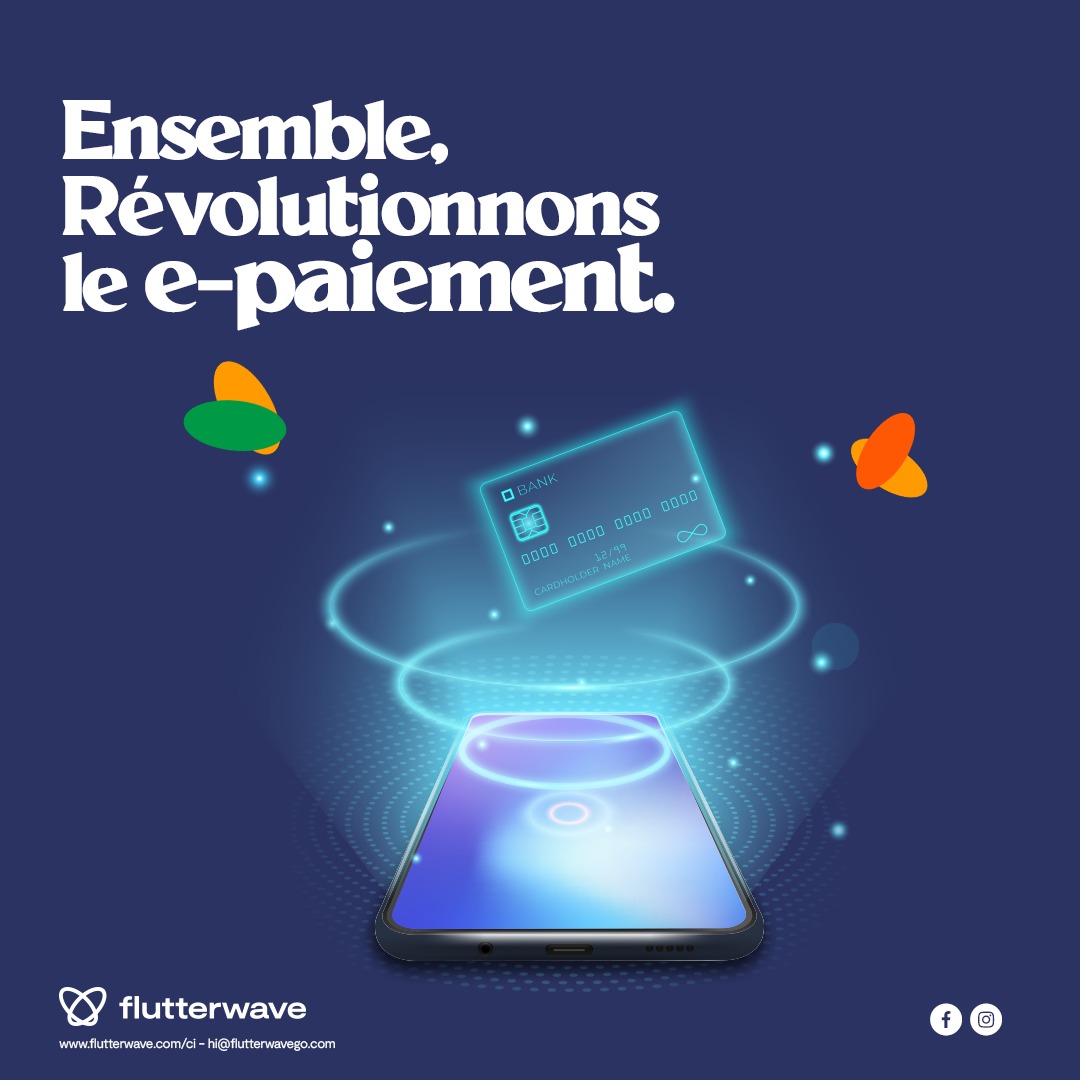 Ensemble,
Révolutionnons
le e-paiement.
BANK
0000 0000 0000 0000
12/99
CARDHOLDER NAME
flutterwave
www.flutterwave.com/ci - hi@flutterwavego.com